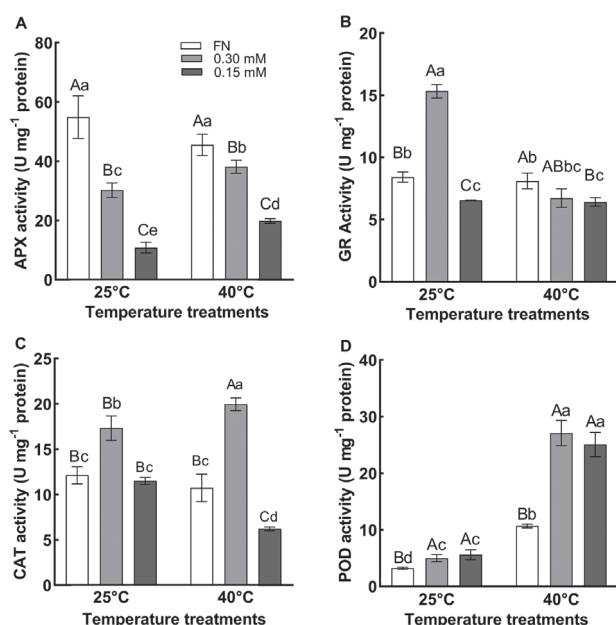 A
APX activity (U mg⁻¹ protein)
80
60
40
20
0
FN
0.30 mM
0.15 mM
Aa
Bc
Ce
Aa
Bb
Cd
25°C
40°C
Temperature treatments
B
GR Activity (U mg⁻¹ protein)
20
15
10
5
0
Bb
Aa
Cc
Ab
ABbc
Bc
25°C
40°C
Temperature treatments
C
CAT activity (U mg⁻¹ protein)
25
20
15
10
5
0
Bc
Bb
Bc
Bc
Aa
Cd
25°C
40°C
Temperature treatments
D
POD activity (U mg⁻¹ protein)
40
30
20
10
0
Bd
Ac
Ac
Bb
Aa
Aa
25°C
40°C
Temperature treatments